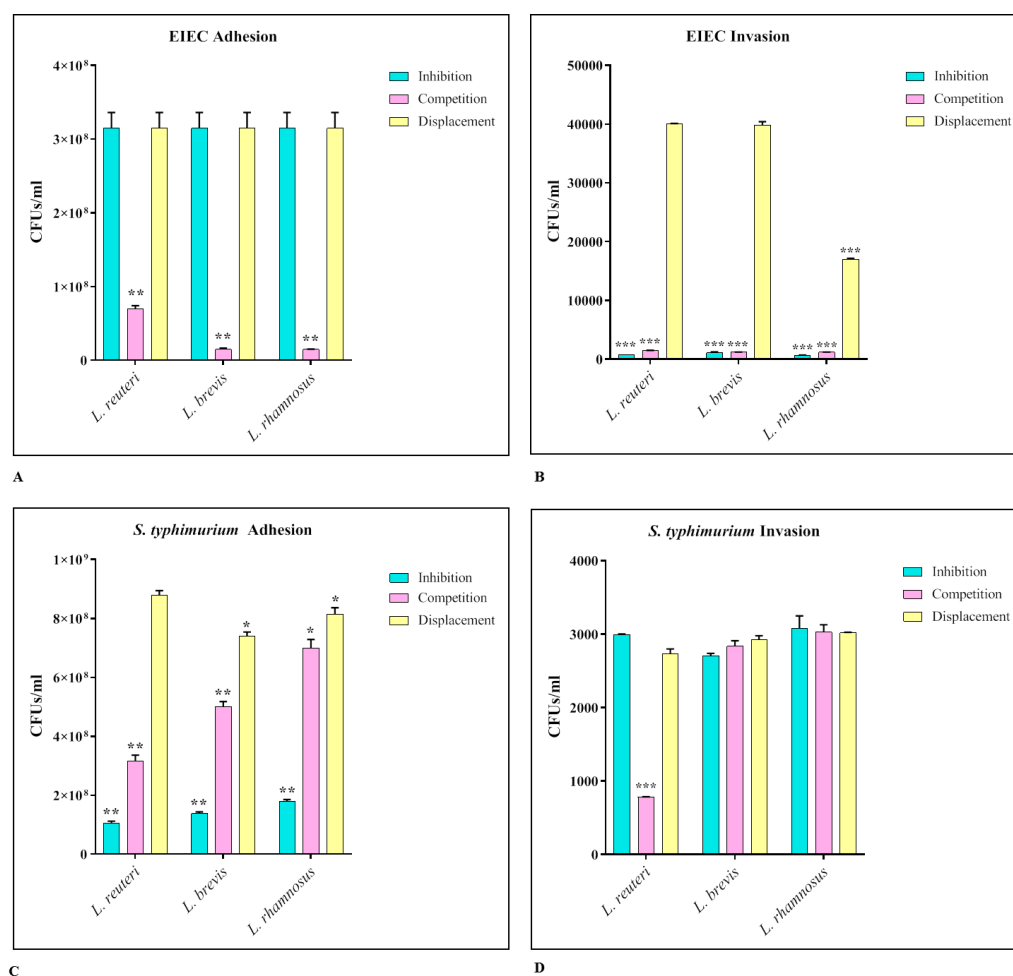 EIEC Adhesion
4×10⁸
3×10⁸
2×10⁸
1×10⁸
0
CFUs/ml
Inhibition
Competition
Displacement
**
**
**
L. reuteri
L. brevis
L. rhamnosus
A
EIEC Invasion
50000
40000
30000
20000
10000
0
CFUs/ml
Inhibition
Competition
Displacement
*** ***
*** ***
*** *** ***
L. reuteri
L. brevis
L. rhamnosus
B
S. typhimurium Adhesion
1×10⁹
8×10⁸
6×10⁸
4×10⁸
2×10⁸
0
CFUs/ml
Inhibition
Competition
Displacement
** **
** ** *
** * *
L. reuteri
L. brevis
L. rhamnosus
C
S. typhimurium Invasion
4000
3000
2000
1000
0
CFUs/ml
Inhibition
Competition
Displacement
***
L. reuteri
L. brevis
L. rhamnosus
D